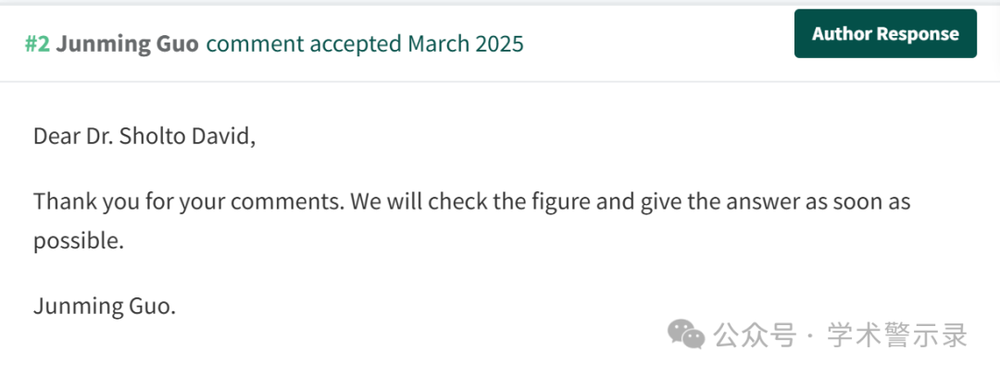 #2 Junming Guo comment accepted March 2025
Author Response
Dear Dr. Sholto David,
Thank you for your comments. We will check the figure and give the answer as soon as
possible.
Junming Guo.
公众号 · 学术警示录